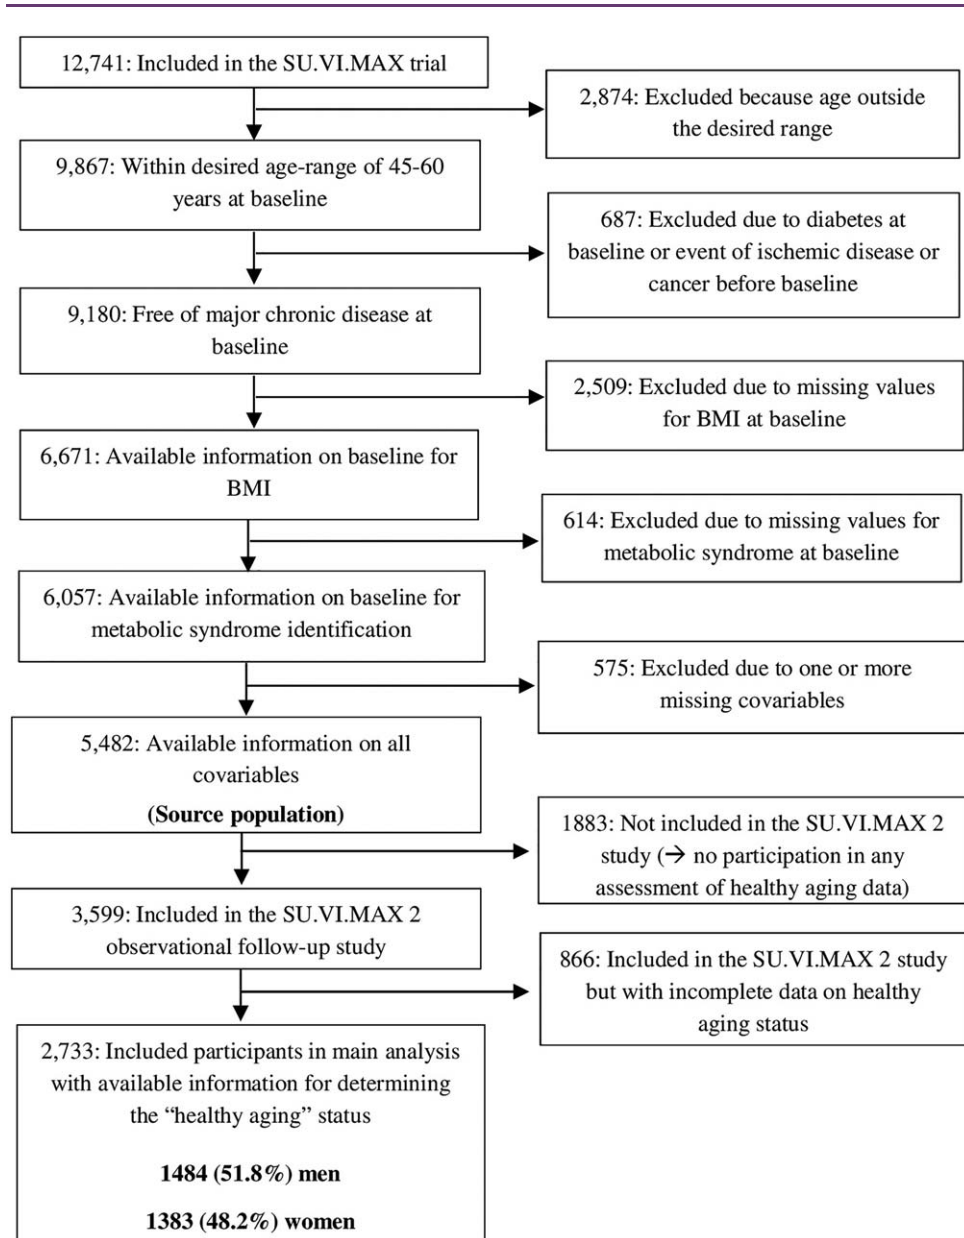 12,741: Included in the SU.VI.MAX trial
2,874: Excluded because age outside
the desired range
9,867: Within desired age-range of 45-60
years at baseline
687: Excluded due to diabetes at
baseline or event of ischemic disease or
cancer before baseline
9,180: Free of major chronic disease at
baseline
2,509: Excluded due to missing values
for BMI at baseline
6,671: Available information on baseline for
BMI
614: Excluded due to missing values for
metabolic syndrome at baseline
6,057: Available information on baseline for
metabolic syndrome identification
575: Excluded due to one or more
missing covariables
5,482: Available information on all
covariables
(Source population)
1883: Not included in the SU.VI.MAX 2
study (→ no participation in any
assessment of healthy aging data)
3,599: Included in the SU.VI.MAX 2
observational follow-up study
866: Included in the SU.VI.MAX 2 study
but with incomplete data on healthy
aging status
2,733: Included participants in main analysis
with available information for determining
the “healthy aging” status
1484 (51.8%) men
1383 (48.2%) women